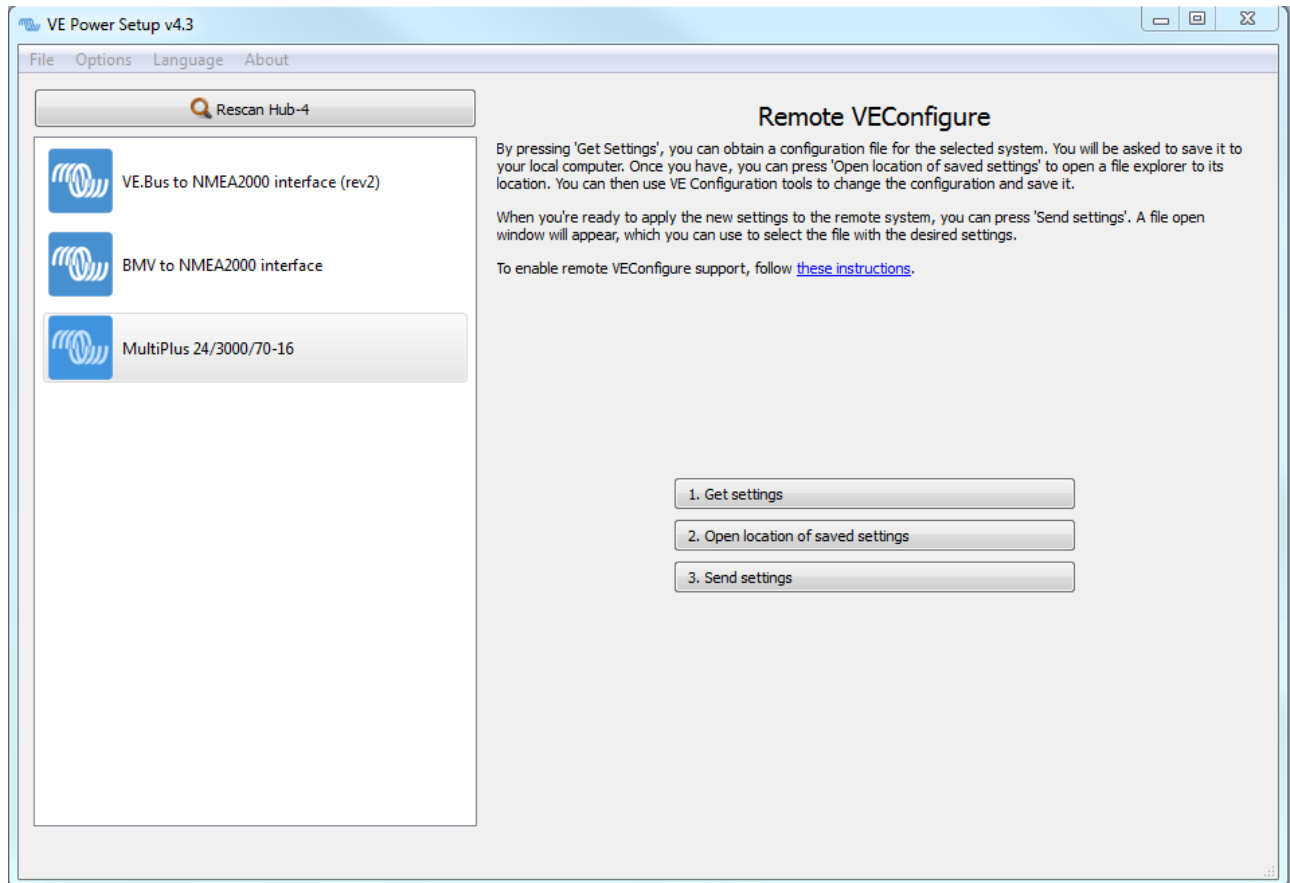 VE Power Setup v4.3
File Options Language About
Rescan Hub-4
VE.Bus to NMEA2000 interface (rev2)
BMV to NMEA2000 interface
MultiPlus 24/3000/70-16
Remote VEConfigure
By pressing 'Get Settings', you can obtain a configuration file for the selected system. You will be asked to save it to
your local computer. Once you have, you can press 'Open location of saved settings' to open a file explorer to its
location. You can then use VE Configuration tools to change the configuration and save it.
When you're ready to apply the new settings to the remote system, you can press 'Send settings'. A file open
window will appear, which you can use to select the file with the desired settings.
To enable remote VEConfigure support, follow these instructions.
1. Get settings
2. Open location of saved settings
3. Send settings